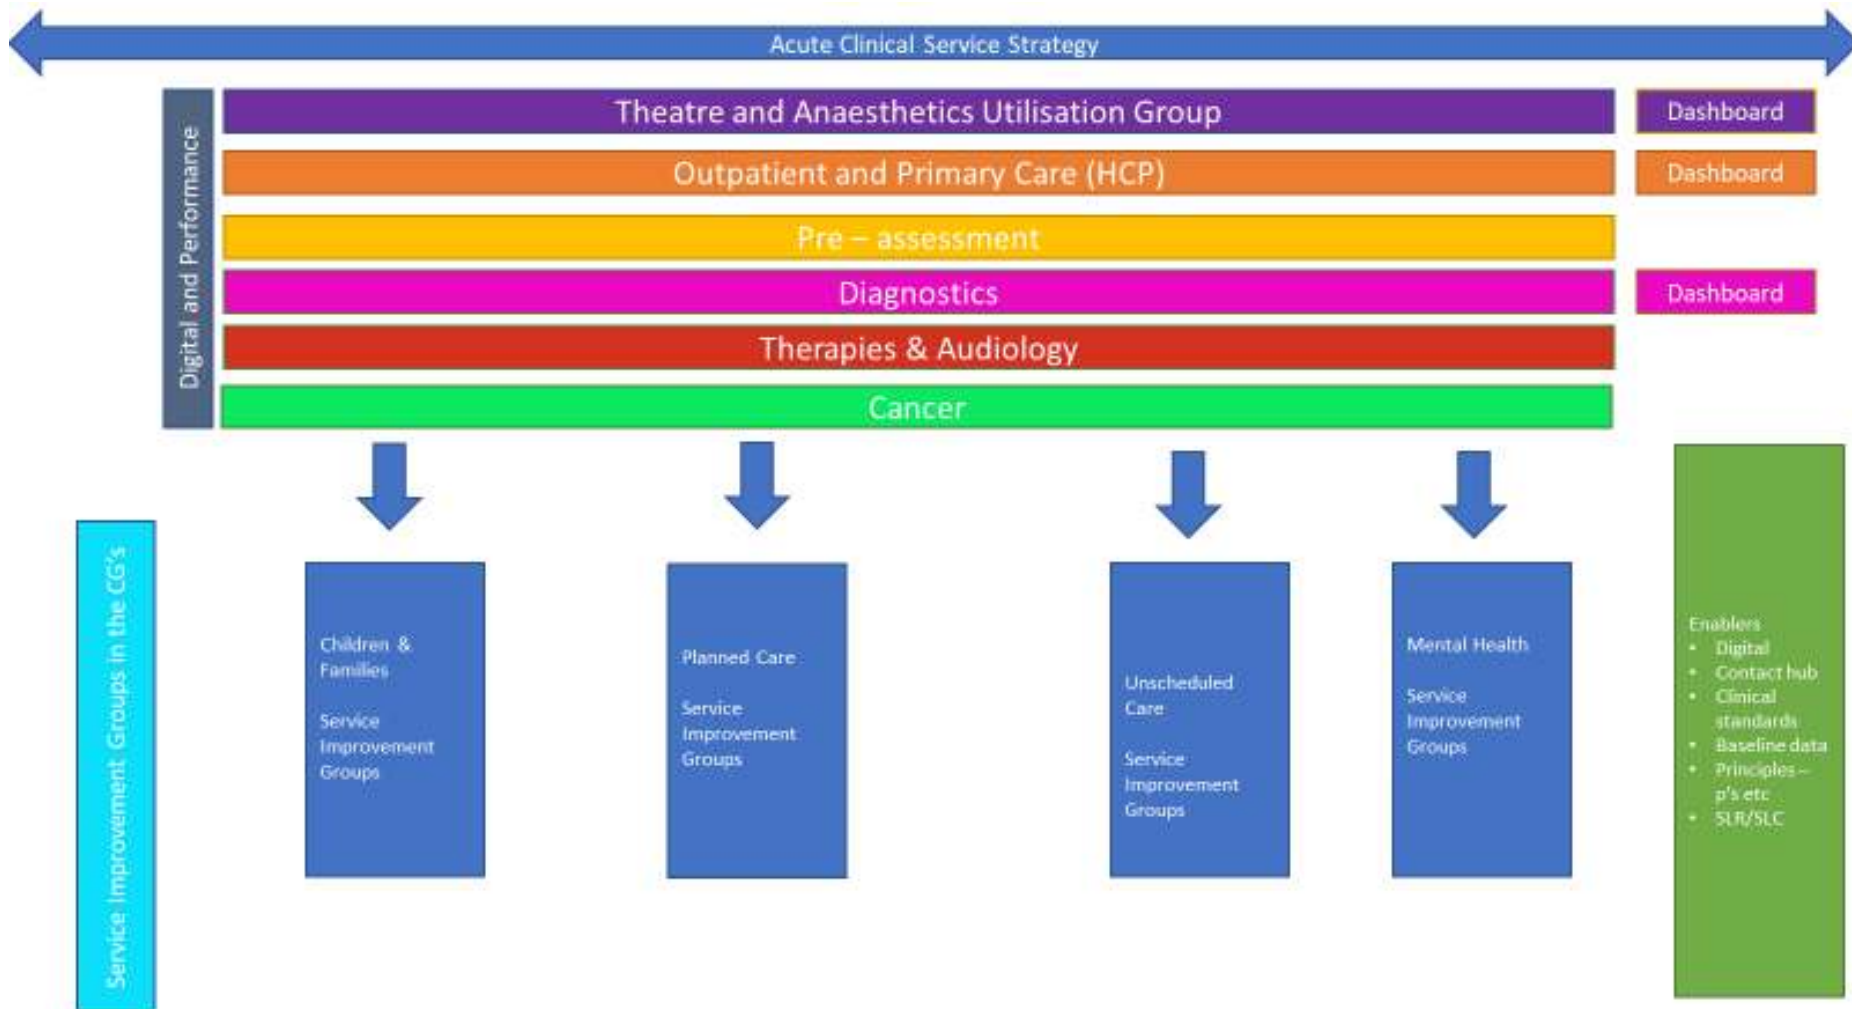 Acute Clinical Service Strategy
Digital and Performance
Theatre and Anaesthetics Utilisation Group
Dashboard
Outpatient and Primary Care (HCP)
Dashboard
Pre – assessment
Diagnostics
Dashboard
Therapies & Audiology
Cancer
Service Improvement Groups in the CG's
Children &
Families
Service
Improvement
Groups
Planned Care
Service
Improvement
Groups
Unscheduled
Care
Service
Improvement
Groups
Mental Health
Service
Improvement
Groups
Enablers
• Digital
• Contact hub
• Clinical
standards
• Baseline data
• Principles –
p's etc
• SLR/SLC